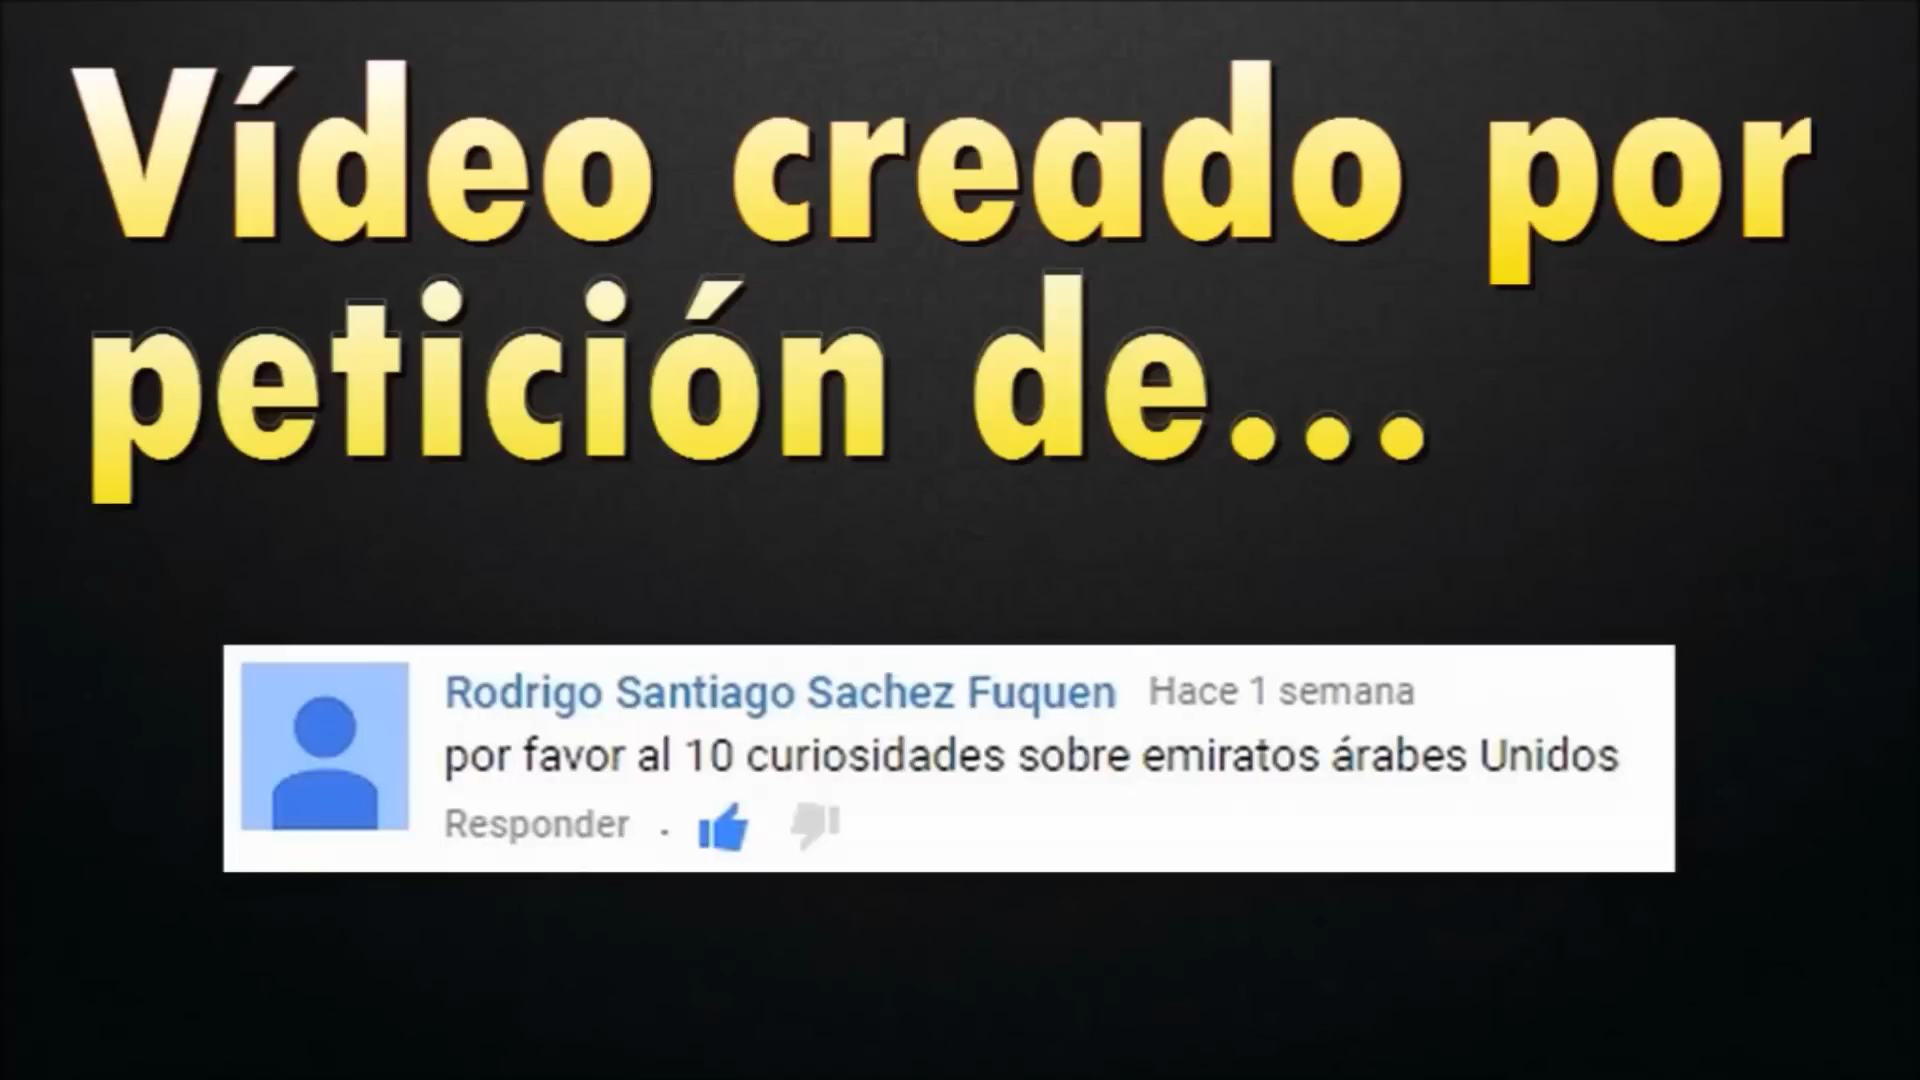 Vídeo creado por
petición de...
Rodrigo Santiago Sachez Fuquen Hace 1 semana
por favor al 10 curiosidades sobre emiratos árabes Unidos
Responder .